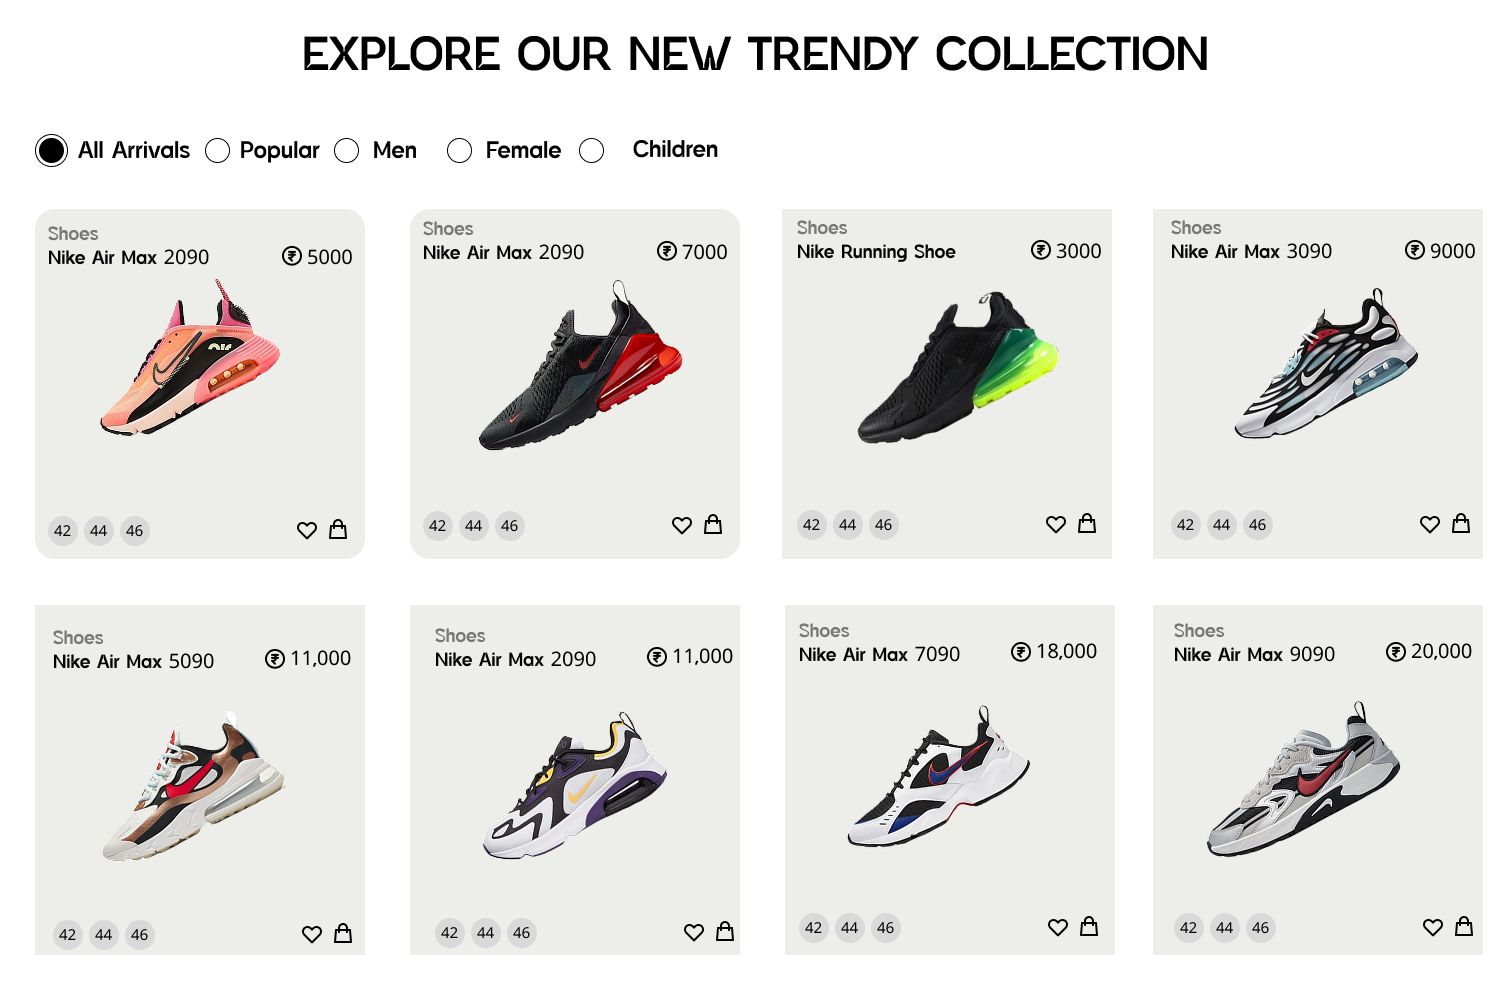 EXPLORE OUR NEW TRENDY COLLECTION
All Arrivals Popular Men Female Children
Shoes
Nike Air Max 2090 ₹ 5000
air
42 44 46
Shoes
Nike Air Max 2090 ₹ 7000
42 44 46
Shoes
Nike Running Shoe ₹ 3000
42 44 46
Shoes
Nike Air Max 3090 ₹ 9000
42 44 46
Shoes
Nike Air Max 5090 ₹ 11,000
42 44 46
Shoes
Nike Air Max 2090 ₹ 11,000
42 44 46
Shoes
Nike Air Max 7090 ₹ 18,000
42 44 46
Shoes
Nike Air Max 9090 ₹ 20,000
42 44 46